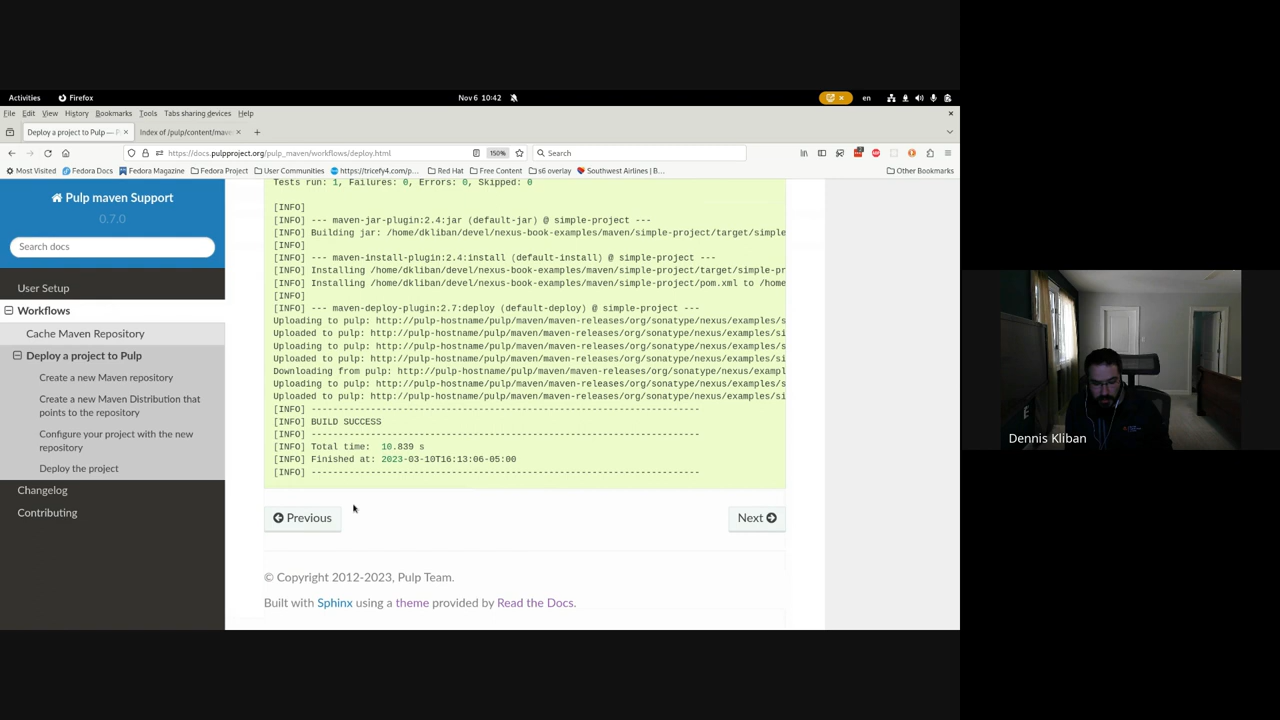 Activities Firefox Nov 6 10:42 en
File Edit View History Bookmarks Tools Tabs sharing devices Help
Deploy a project to Pulp — P Index of /pulp/content/mav
https://docs.pulpproject.org/pulp_maven/workflows/deploy.html 150% Search
Most Visited Fedora Docs Fedora Magazine Fedora Project User Communities https://tricefy4.com/p... Red Hat Free Content s6 overlay Southwest Airlines | B... Other Bookmarks
Pulp maven Support
0.7.0
Search docs
User Setup
Workflows
Cache Maven Repository
Deploy a project to Pulp
Create a new Maven repository
Create a new Maven Distribution that
points to the repository
Configure your project with the new
repository
Deploy the project
Changelog
Contributing
Tests run: 1, Failures: 0, Errors: 0, Skipped: 0
[INFO]
[INFO] --- maven-jar-plugin:2.4:jar (default-jar) @ simple-project ---
[INFO] Building jar: /home/dkliban/devel/nexus-book-examples/maven/simple-project/target/simple
[INFO]
[INFO] --- maven-install-plugin:2.4:install (default-install) @ simple-project ---
[INFO] Installing /home/dkliban/devel/nexus-book-examples/maven/simple-project/target/simple-pr
[INFO] Installing /home/dkliban/devel/nexus-book-examples/maven/simple-project/pom.xml to /home
[INFO]
[INFO] --- maven-deploy-plugin:2.7:deploy (default-deploy) @ simple-project ---
Uploading to pulp: http://pulp-hostname/pulp/maven/maven-releases/org/sonatype/nexus/examples/s
Uploaded to pulp: http://pulp-hostname/pulp/maven/maven-releases/org/sonatype/nexus/examples/si
Uploading to pulp: http://pulp-hostname/pulp/maven/maven-releases/org/sonatype/nexus/examples/s
Uploaded to pulp: http://pulp-hostname/pulp/maven/maven-releases/org/sonatype/nexus/examples/si
Downloading from pulp: http://pulp-hostname/pulp/maven/maven-releases/org/sonatype/nexus/exampl
Uploading to pulp: http://pulp-hostname/pulp/maven/maven-releases/org/sonatype/nexus/examples/s
Uploaded to pulp: http://pulp-hostname/pulp/maven/maven-releases/org/sonatype/nexus/examples/si
[INFO] ------------------------------------------------------------------------
[INFO] BUILD SUCCESS
[INFO] ------------------------------------------------------------------------
[INFO] Total time:  10.839 s
[INFO] Finished at: 2023-03-10T16:13:06-05:00
[INFO] ------------------------------------------------------------------------
Previous Next
© Copyright 2012-2023, Pulp Team.
Built with Sphinx using a theme provided by Read the Docs.
Dennis Kliban